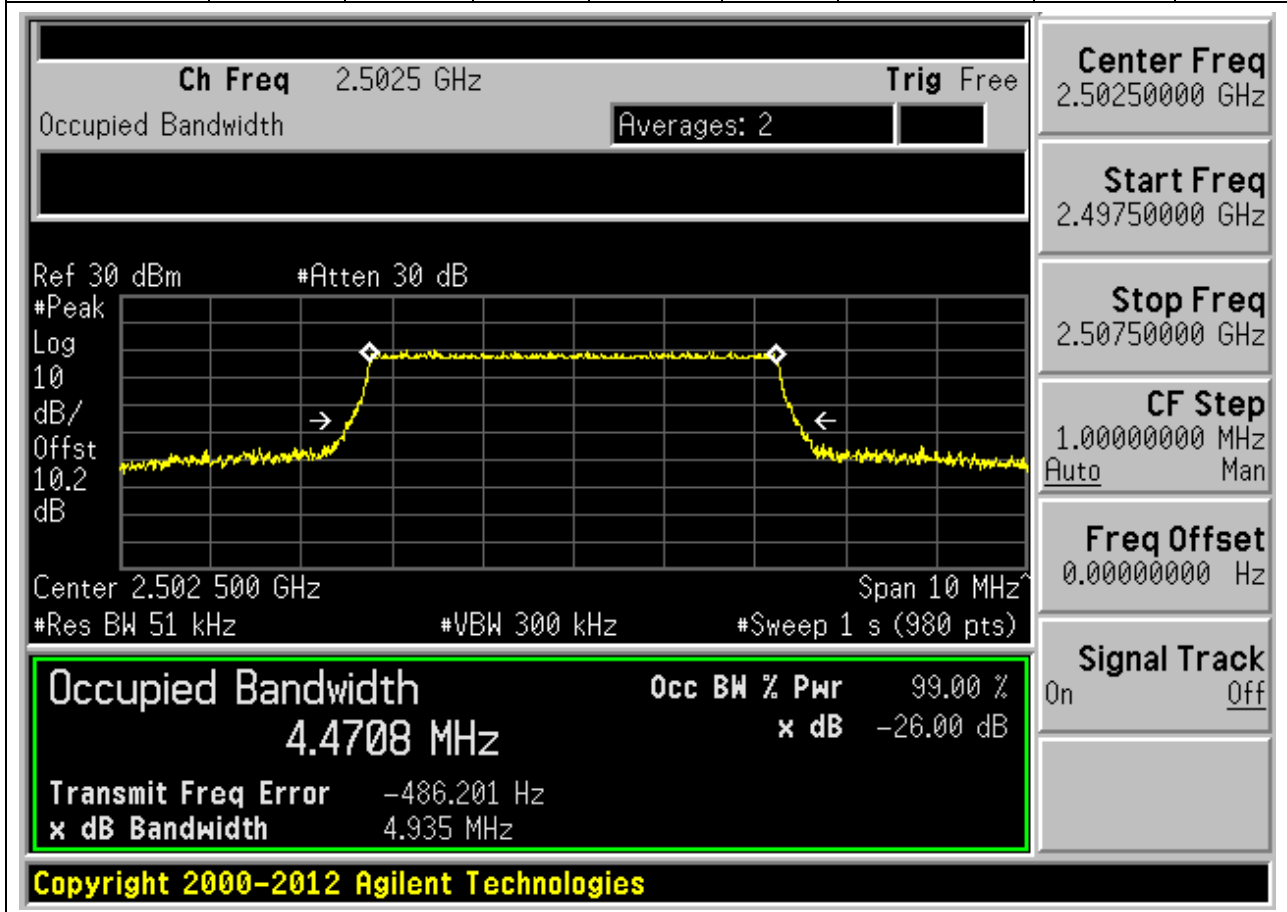 Ch Freq 2.5025 GHz Trig Free
Occupied Bandwidth Averages: 2
Ref 30 dBm #Atten 30 dB
#Peak
Log
10
dB/
Offst
10.2
dB
Center 2.502 500 GHz Span 10 MHz^
#Res BW 51 kHz #VBW 300 kHz #Sweep 1 s (980 pts)
Occupied Bandwidth Occ BW % Pwr 99.00 %
4.4708 MHz x dB -26.00 dB
Transmit Freq Error -486.201 Hz
x dB Bandwidth 4.935 MHz
Copyright 2000-2012 Agilent Technologies
Center Freq
2.50250000 GHz
Start Freq
2.49750000 GHz
Stop Freq
2.50750000 GHz
CF Step
1.00000000 MHz
Auto Man
Freq Offset
0.00000000 Hz
Signal Track
On Off